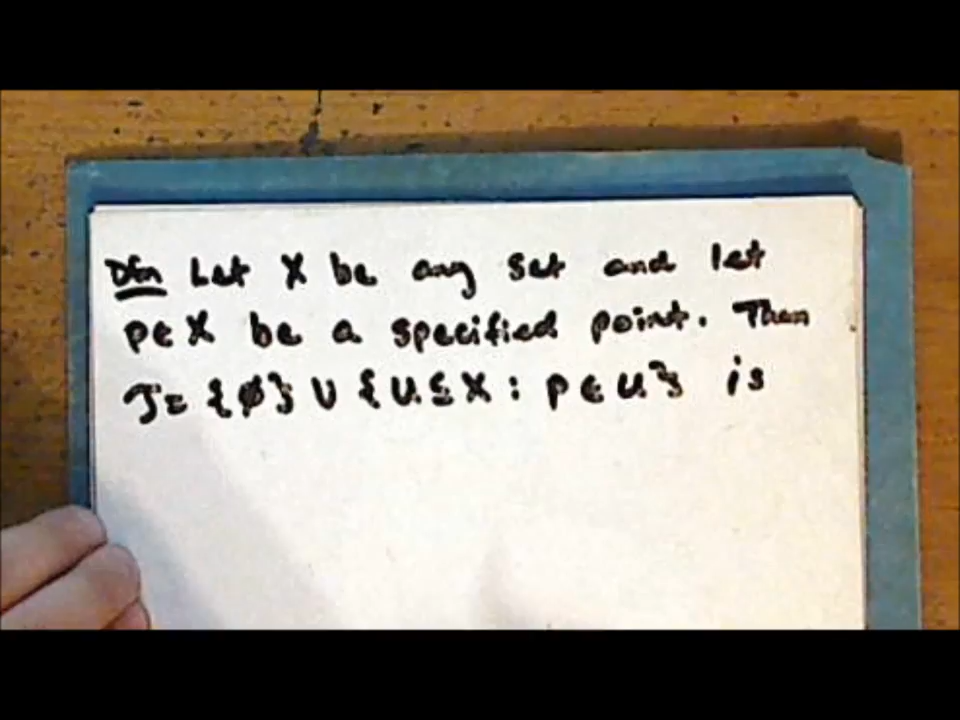 Dfn Let X be any set and let
p∈X be a specified point. Then
𝒯= {∅} ∪ {U⊆X : p∈U} is